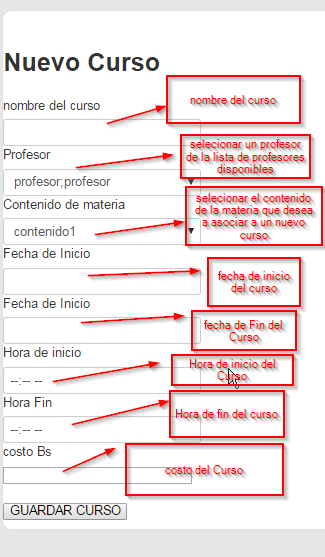 Nuevo Curso
nombre del curso
nombre del curso
Profesor
selecionar un profesor
de la lista de profesores
disponibles
profesor;profesor
Contenido de materia
selecionar el contenido
de la materia que desea
a asociar a un nuevo
curso
contenido1
Fecha de Inicio
fecha de inicio
del curso
Fecha de Inicio
fecha de Fin del
Curso
Hora de inicio
Hora de inicio del
Curso
--:-- --
Hora Fin
Hora de fin del curso
--:-- --
costo Bs
costo del Curso
GUARDAR CURSO